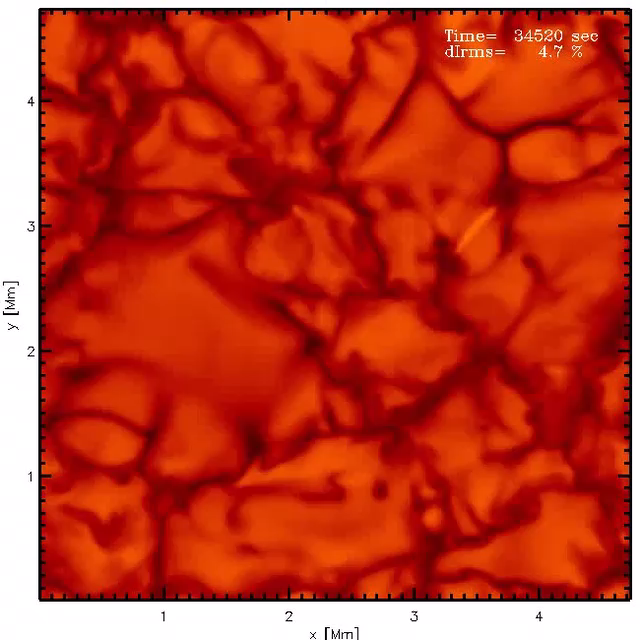 Time= 34520 sec
dIrms= 4.7 %
4
3
2
1
y [Mm]
1 2 3 4
x [Mm]